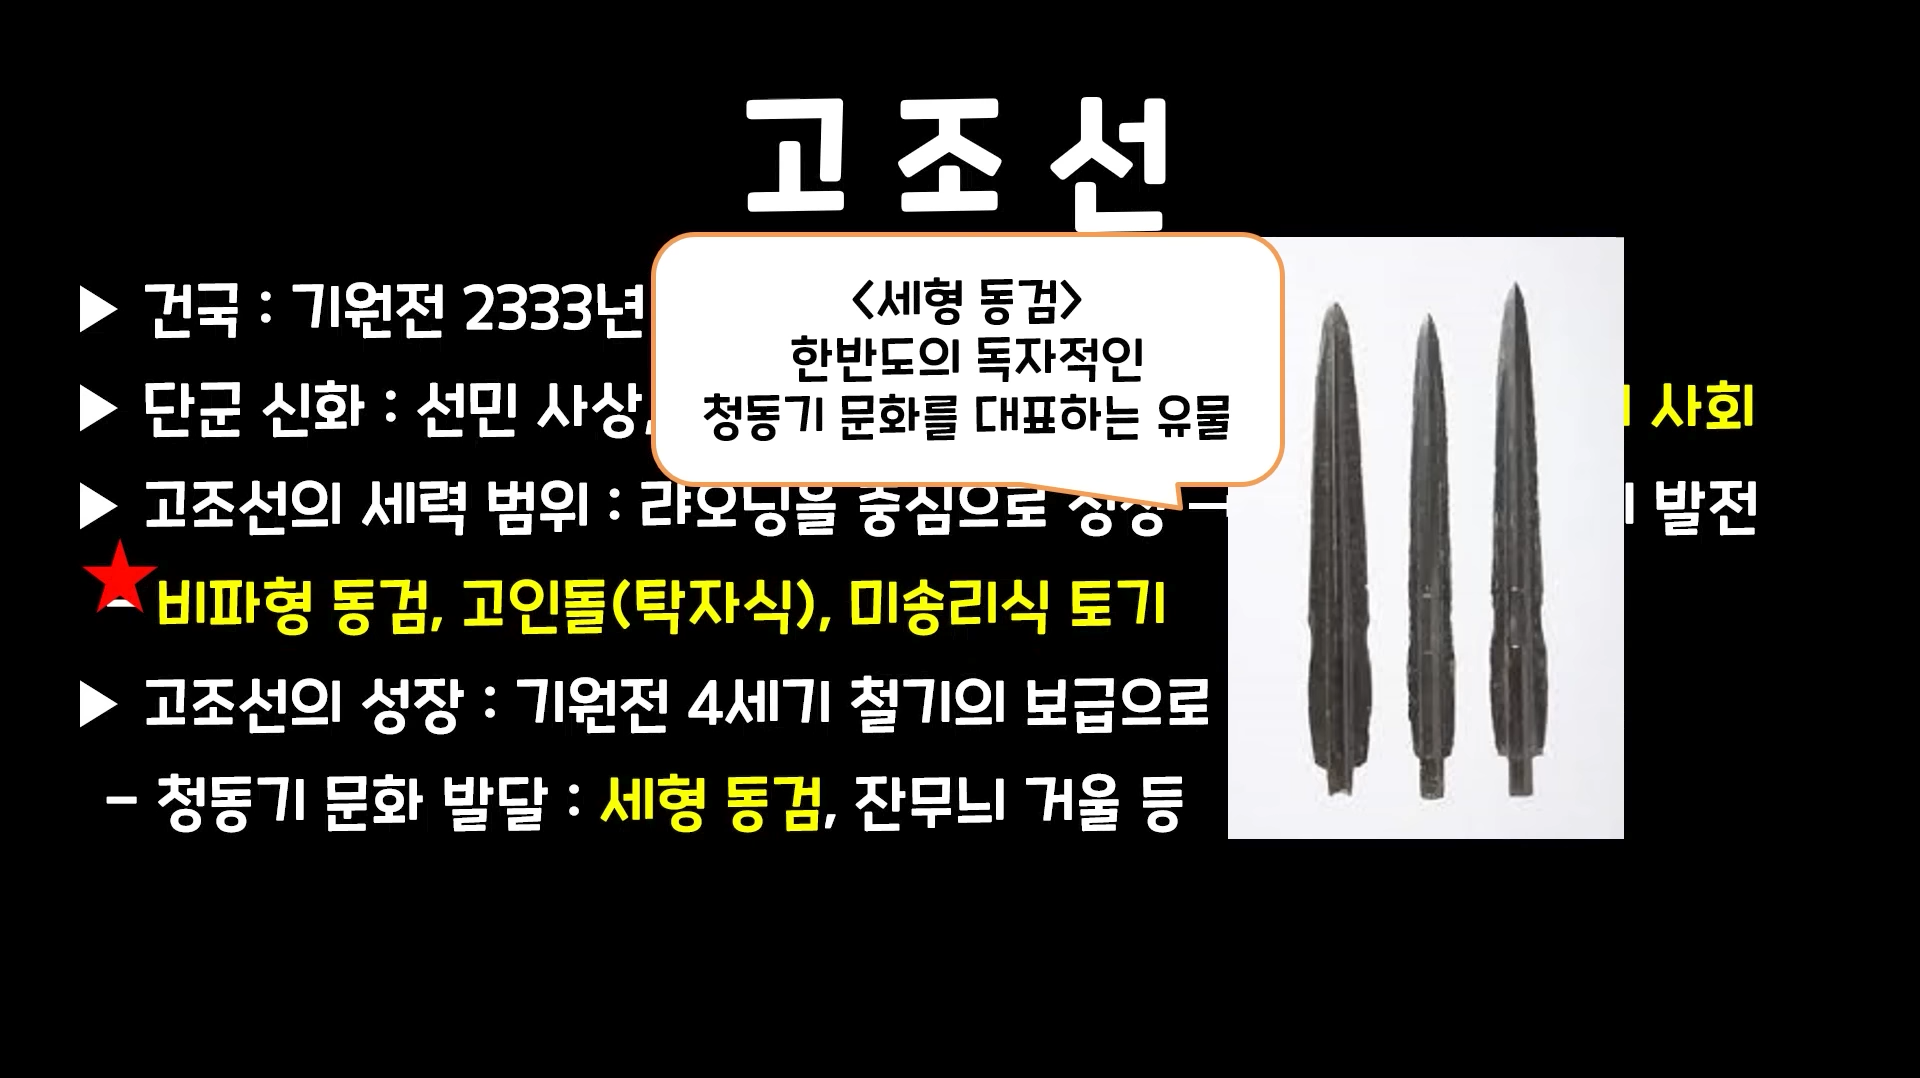 고조선
▶ 건국 : 기원전 2333년
<세형 동검>
한반도의 독자적인
청동기 문화를 대표하는 유물
▶ 단군 신화 : 선민 사상, 사회
▶ 고조선의 세력 범위 : 랴오닝을 중심으로 성장 → 발전
- 비파형 동검, 고인돌(탁자식), 미송리식 토기
▶ 고조선의 성장 : 기원전 4세기 철기의 보급으로
- 청동기 문화 발달 : 세형 동검, 잔무늬 거울 등